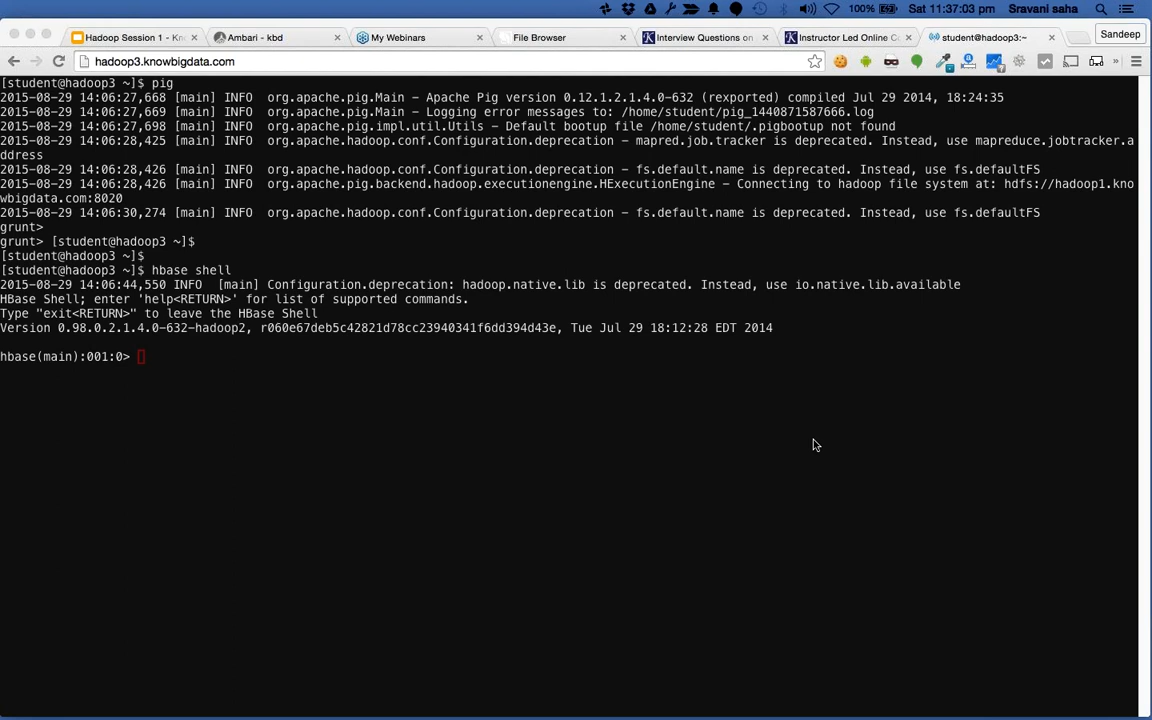 100% Sat 11:37:03 pm Sravani saha
Hadoop Session 1 - Kn
Ambari - kbd
My Webinars
File Browser
Interview Questions on
Instructor Led Online Co
student@hadoop3:~
Sandeep
hadoop3.knowbigdata.com
[student@hadoop3 ~]$ pig
2015-08-29 14:06:27,668 [main] INFO  org.apache.pig.Main - Apache Pig version 0.12.1.2.1.4.0-632 (rexported) compiled Jul 29 2014, 18:24:35
2015-08-29 14:06:27,669 [main] INFO  org.apache.pig.Main - Logging error messages to: /home/student/pig_1440871587666.log
2015-08-29 14:06:27,698 [main] INFO  org.apache.pig.impl.util.Utils - Default bootup file /home/student/.pigbootup not found
2015-08-29 14:06:28,425 [main] INFO  org.apache.hadoop.conf.Configuration.deprecation - mapred.job.tracker is deprecated. Instead, use mapreduce.jobtracker.a
ddress
2015-08-29 14:06:28,426 [main] INFO  org.apache.hadoop.conf.Configuration.deprecation - fs.default.name is deprecated. Instead, use fs.defaultFS
2015-08-29 14:06:28,426 [main] INFO  org.apache.pig.backend.hadoop.executionengine.HExecutionEngine - Connecting to hadoop file system at: hdfs://hadoop1.kno
wbigdata.com:8020
2015-08-29 14:06:30,274 [main] INFO  org.apache.hadoop.conf.Configuration.deprecation - fs.default.name is deprecated. Instead, use fs.defaultFS
grunt>
grunt> [student@hadoop3 ~]$
[student@hadoop3 ~]$
[student@hadoop3 ~]$ hbase shell
2015-08-29 14:06:44,550 INFO  [main] Configuration.deprecation: hadoop.native.lib is deprecated. Instead, use io.native.lib.available
HBase Shell; enter 'help<RETURN>' for list of supported commands.
Type "exit<RETURN>" to leave the HBase Shell
Version 0.98.0.2.1.4.0-632-hadoop2, r060e67deb5c42821d78cc23940341f6dd394d43e, Tue Jul 29 18:12:28 EDT 2014
hbase(main):001:0>